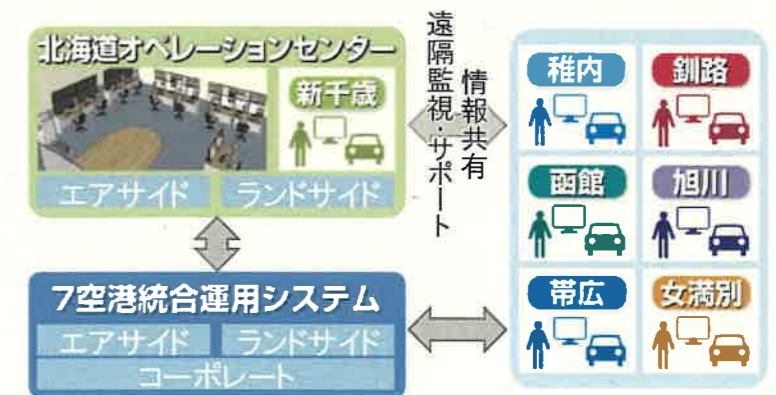 北海道オペレーションセンター
新千歳
エアサイド
ランドサイド
遠隔監視・サポート
情報共有
7空港統合運用システム
エアサイド
ランドサイド
コーポレート
稚内
釧路
函館
旭川
帯広
女満別